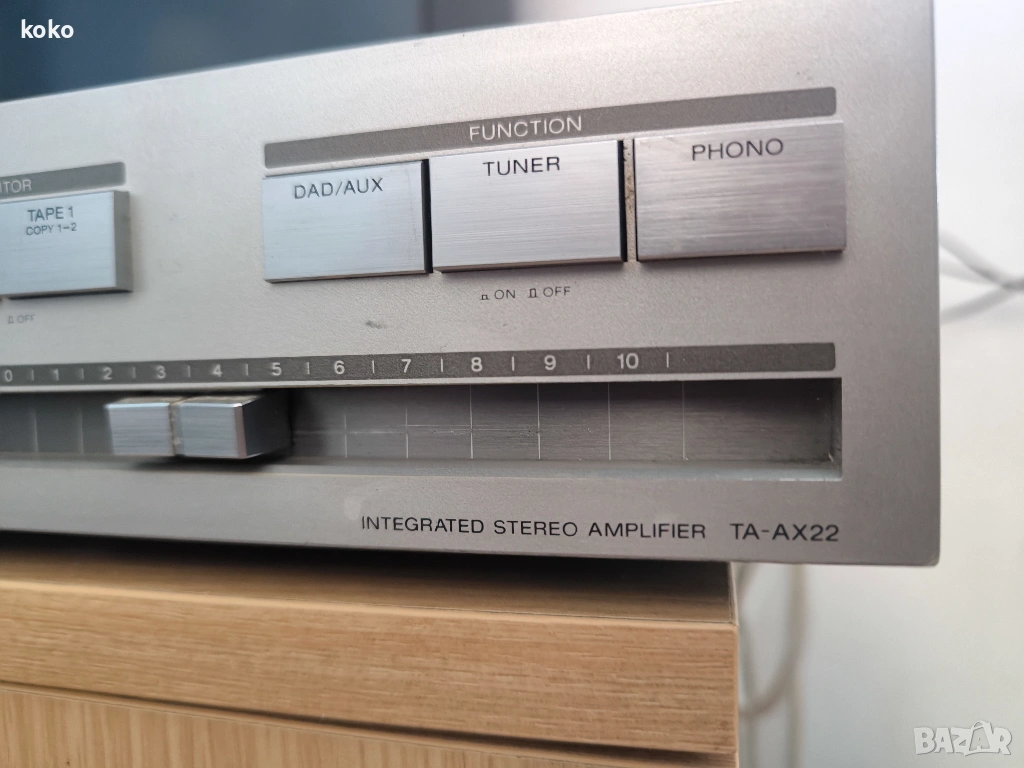 koko
FUNCTION
DAD/AUX
TUNER
PHONO
TAPE 1
COPY 1-2
ON OFF
OFF
0 1 2 3 4 5 6 7 8 9 10
INTEGRATED STEREO AMPLIFIER TA-AX22
BAZAR